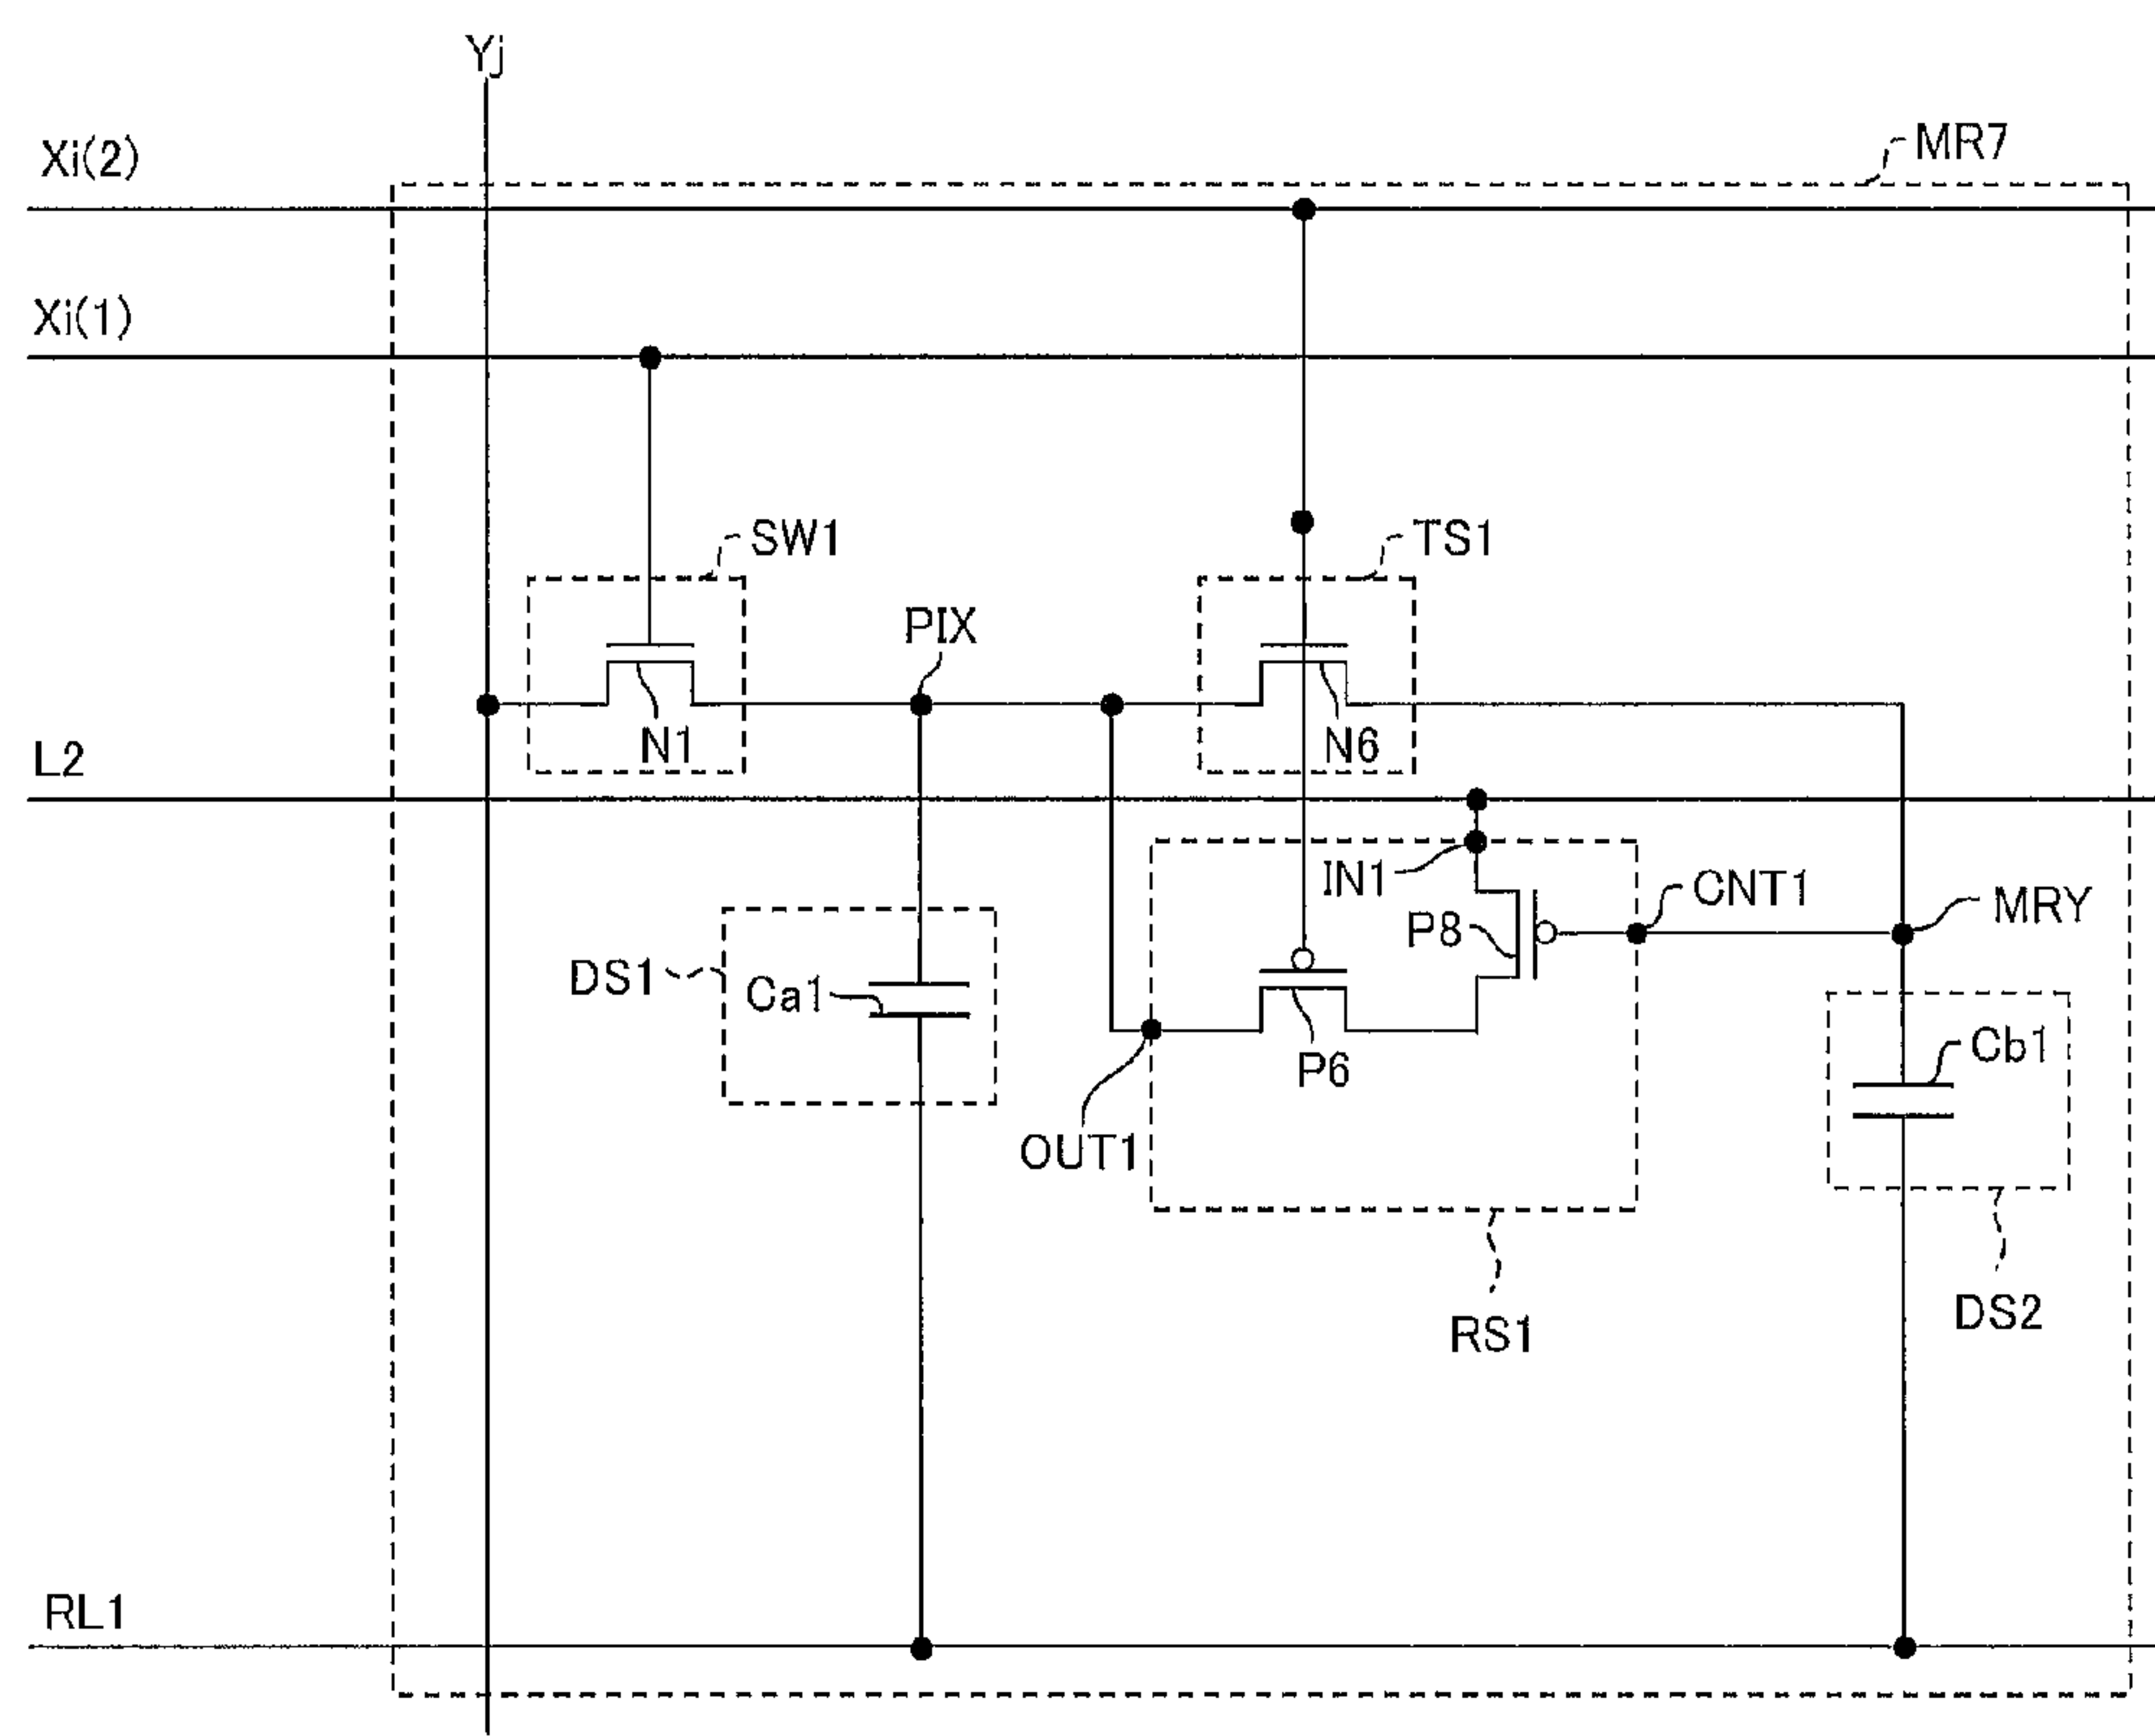 Yj
Xi(2)
MR7
Xi(1)
SW1
TS1
PIX
N1
N6
L2
IN1
CNT1
P8
MRY
DS1
Ca1
Cb1
P6
OUT1
DS2
RS1
RL1